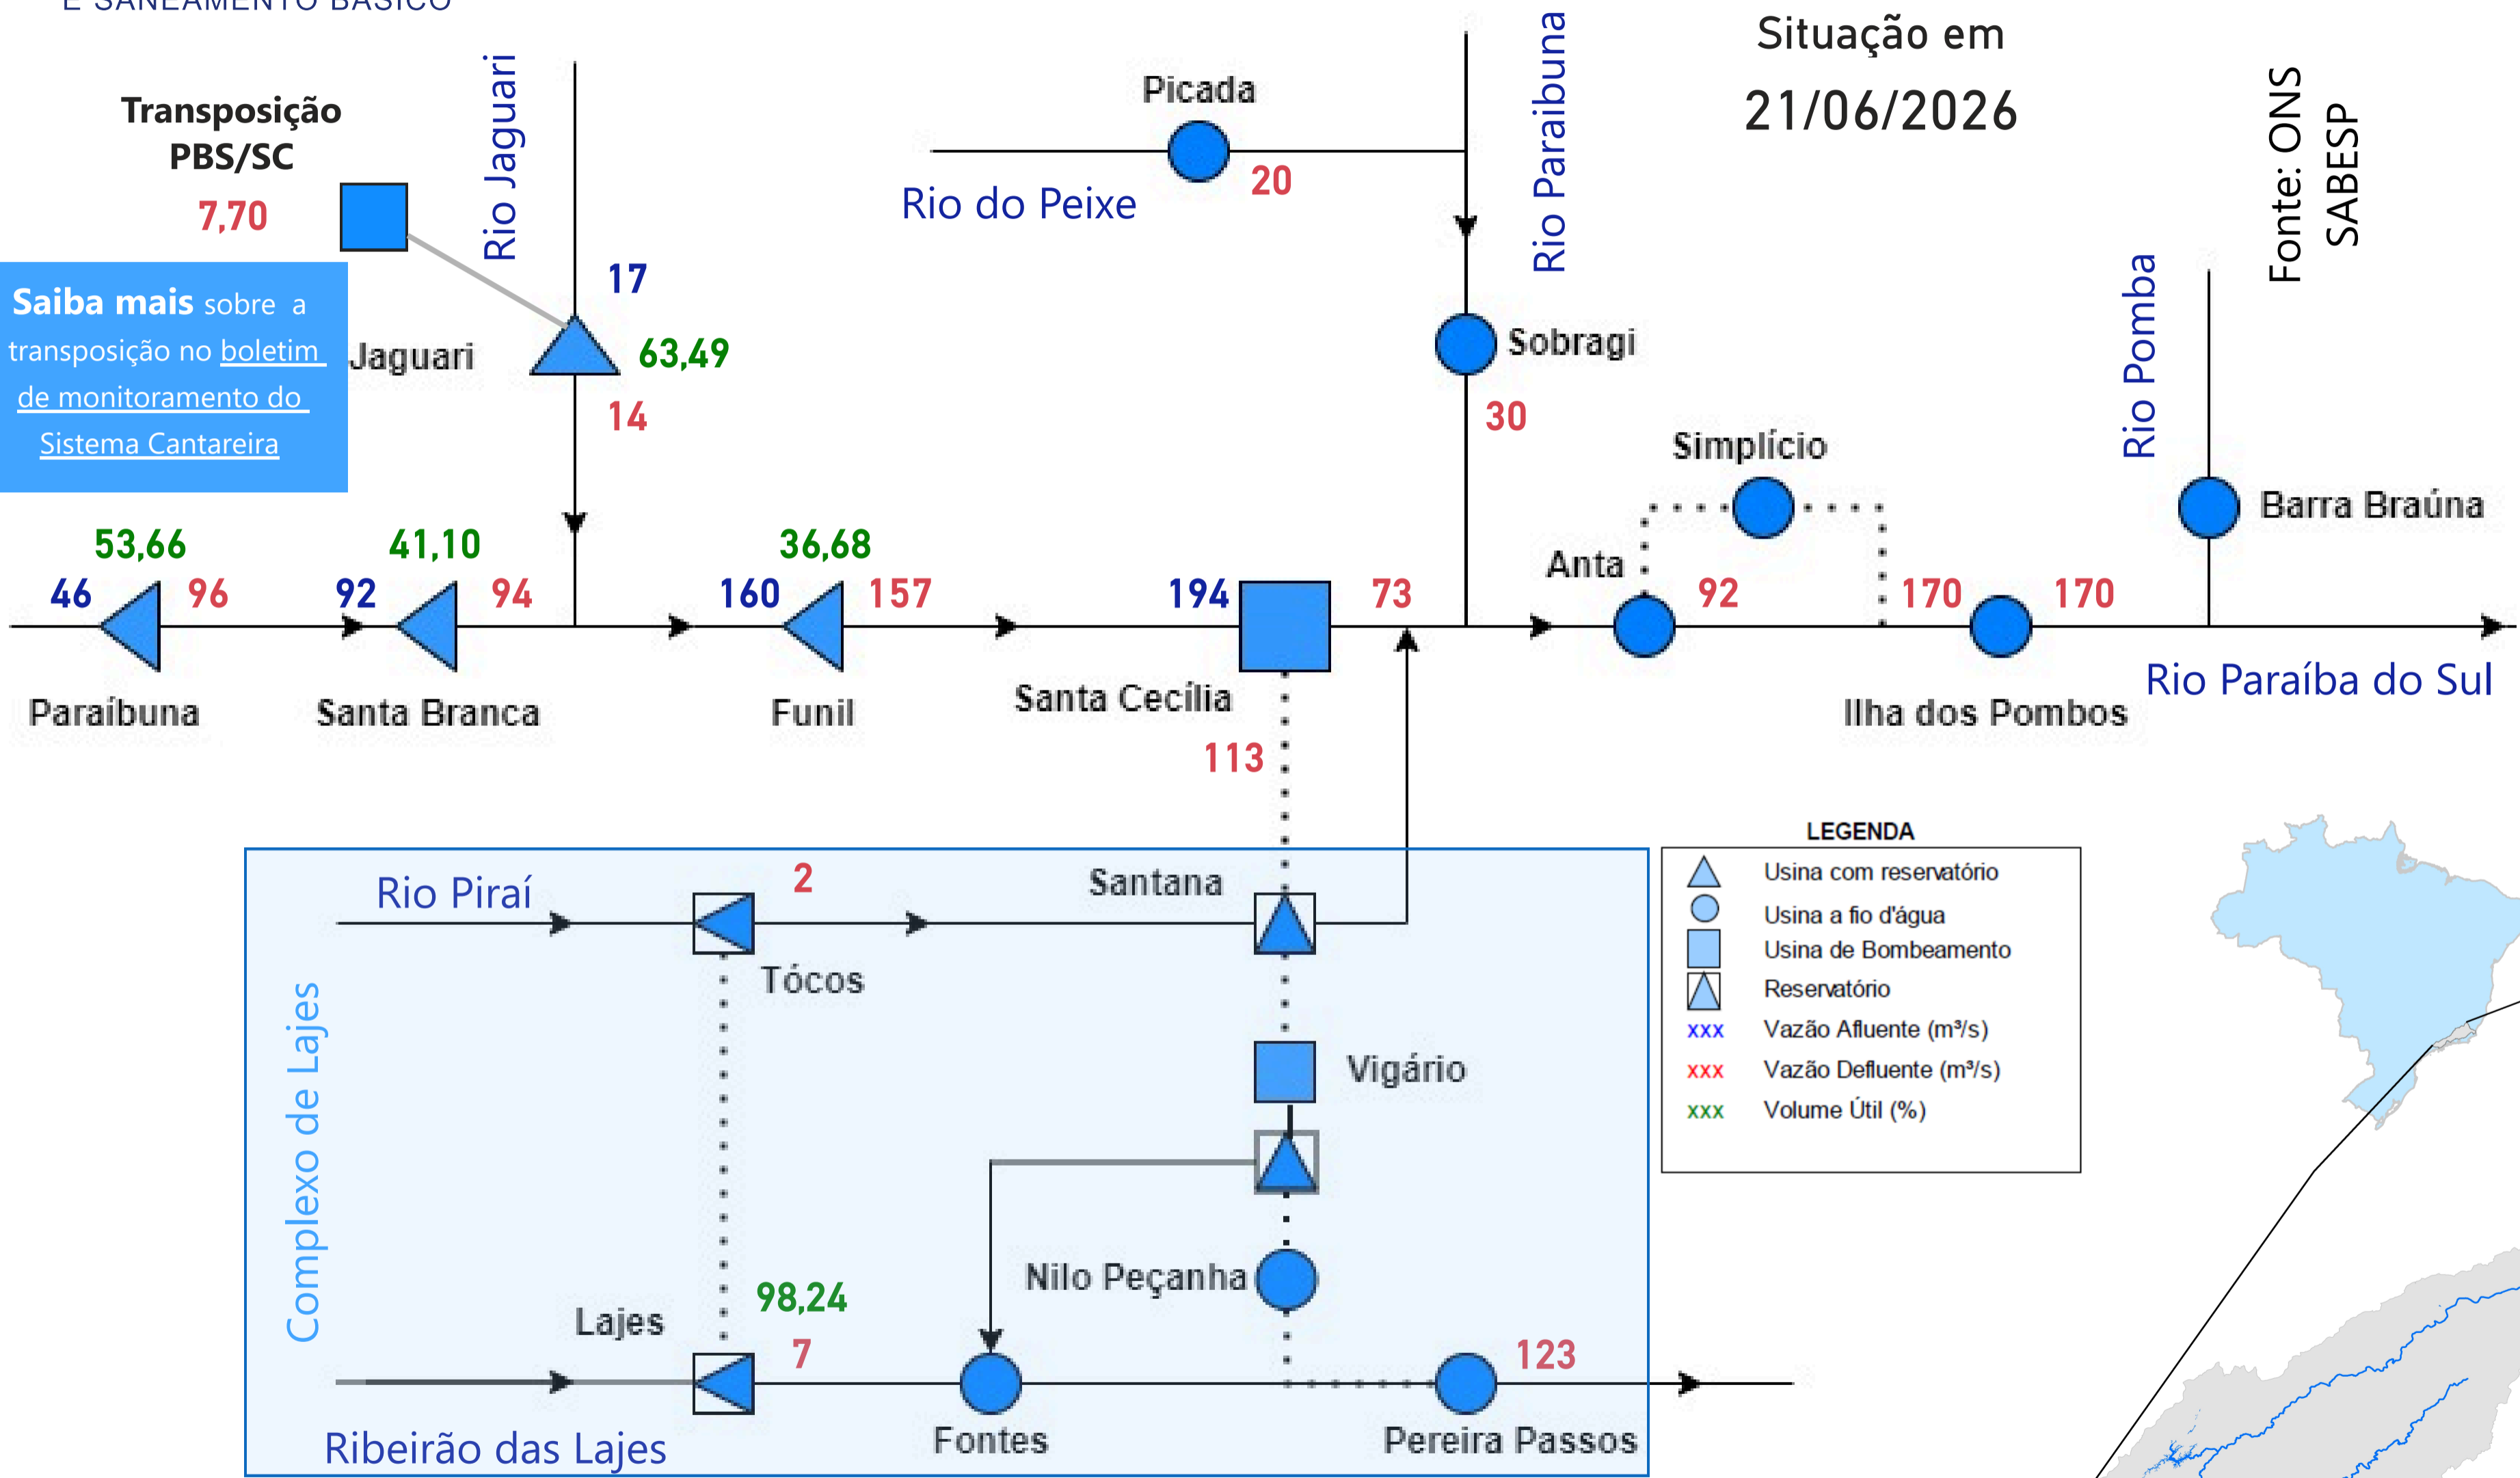 E SANEAMENTO BÁSICO
Situação em
21/06/2026
Fonte: ONS
SABESP
Transposição
PBS/SC
7,70
Rio Jaguari
Picada
20
Rio do Peixe
Rio Paraibuna
Saiba mais sobre a
transposição no boletim
de monitoramento do
Sistema Cantareira
17
Jaguari
63,49
14
Sobragi
30
Simplício
Rio Pomba
Barra Braúna
53,66
41,10
36,68
Anta
46
96
92
94
160
157
194
73
92
170
170
Paraíbuna
Santa Branca
Funil
Santa Cecília
Ilha dos Pombos
Rio Paraíba do Sul
113
LEGENDA
Usina com reservatório
Usina a fio d'água
Usina de Bombeamento
Reservatório
xxx Vazão Afluente (m³/s)
xxx Vazão Defluente (m³/s)
xxx Volume Útil (%)
Complexo de Lajes
Rio Piraí
2
Santana
Tócos
Vigário
Nilo Peçanha
98,24
Lajes
7
123
Ribeirão das Lajes
Fontes
Pereira Passos